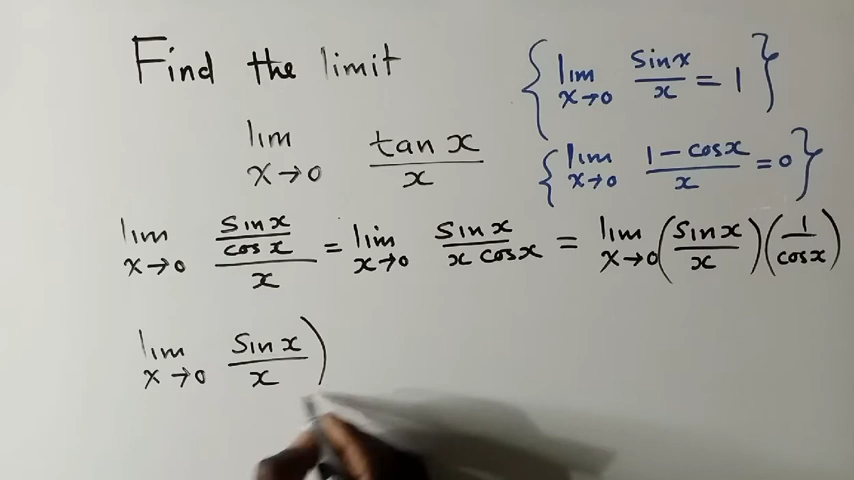 Find the limit
lim x→0 tan x / x
{ lim x→0 sin x / x = 1 }
{ lim x→0 1 − cos x / x = 0 }
lim x→0 sin x / cos x / x = lim x→0 sin x / x cos x = lim x→0 ( sin x / x ) ( 1 / cos x )
lim x→0 sin x / x )